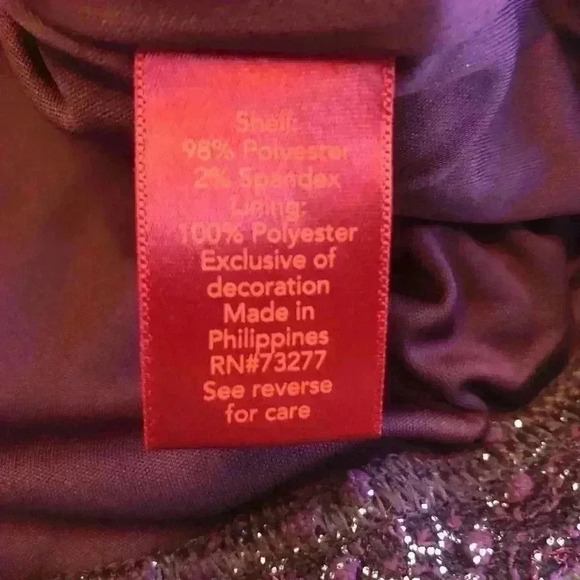 Shell:
98% Polyester
2% Spandex
Lining:
100% Polyester
Exclusive of
decoration
Made in
Philippines
RN#73277
See reverse
for care